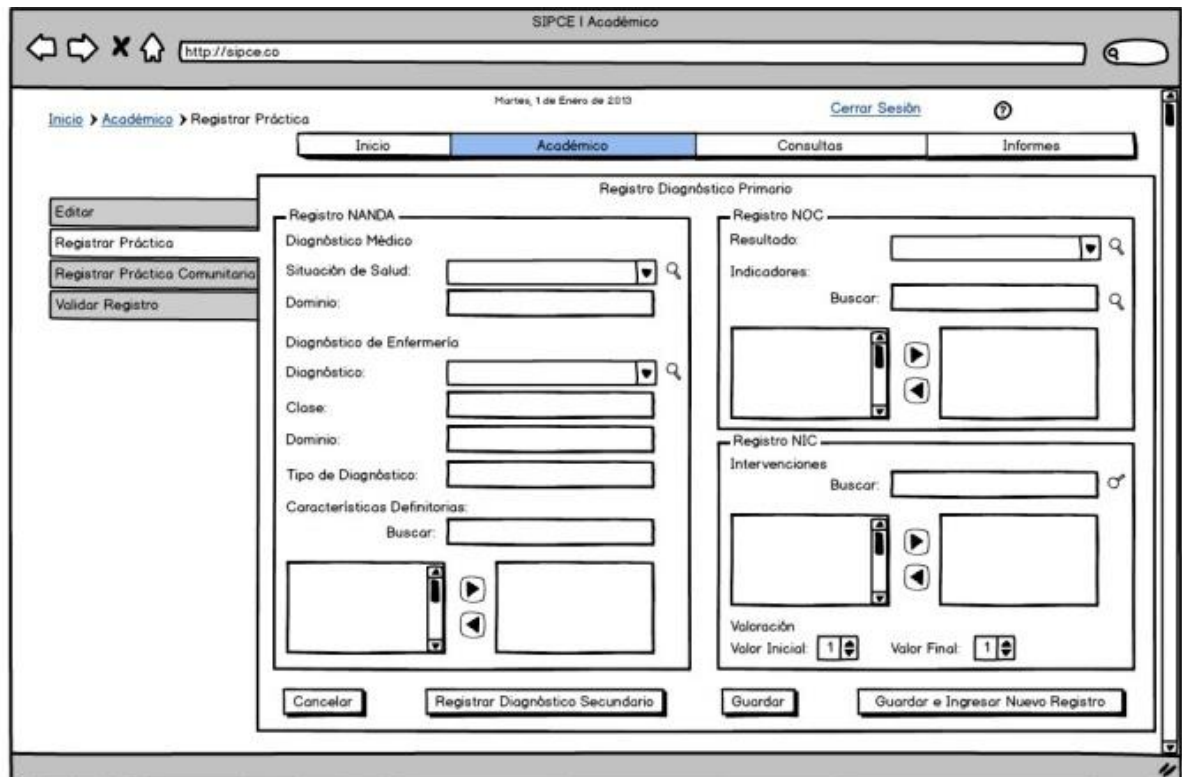 SIPCE | Académico
http://sipce.co
Martes, 1 de Enero de 2013
Cerrar Sesión
?
Inicio > Académico > Registrar Práctica
Inicio
Académico
Consultas
Informes
Editar
Registrar Práctica
Registrar Práctica Comunitaria
Validar Registro
Registro Diagnóstico Primario
Registro NANDA
Diagnóstico Médico
Situación de Salud:
Dominio:
Diagnóstico de Enfermería
Diagnóstico:
Clase:
Dominio:
Tipo de Diagnóstico:
Características Definitorias:
Buscar:
Registro NOC
Resultado:
Indicadores:
Buscar:
Registro NIC
Intervenciones
Buscar:
Valoración
Valor Inicial: 1 Valor Final: 1
Cancelar
Registrar Diagnóstico Secundario
Guardar
Guardar e Ingresar Nuevo Registro